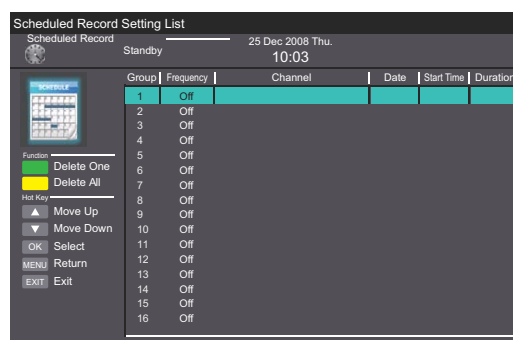 Scheduled Record Setting List
Scheduled Record
Standby
25 Dec 2008 Thu.
10:03
SCHEDULE
Group Frequency Channel Date Start Time Duration
1 Off
2 Off
3 Off
4 Off
5 Off
6 Off
7 Off
8 Off
9 Off
10 Off
11 Off
12 Off
13 Off
14 Off
15 Off
16 Off
Function
Delete One
Delete All
Hot Key
Move Up
Move Down
OK Select
MENU Return
EXIT Exit